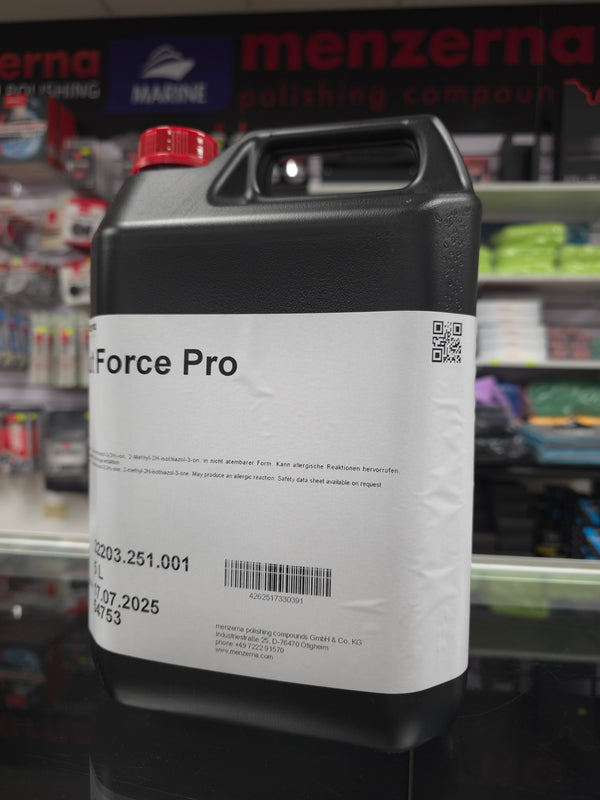 menzerna
MARINE
POLISHING
polishing compoun
Force Pro
2-Methyl-2H-isothiazol-3-on, in nicht atembarer Form. Kann allergische Reaktionen hervorrufen.
2-methyl-2H-isothiazol-3-one. May produce an allergic reaction. Safety data sheet available on request
2203.251.001
5 L
7.07.2025
54753
4262517330391
menzerna polishing compounds GmbH & Co. KG
Industriestraße 25, D-76470 Ötigheim
phone +49 7222 91570
www.menzerna.com